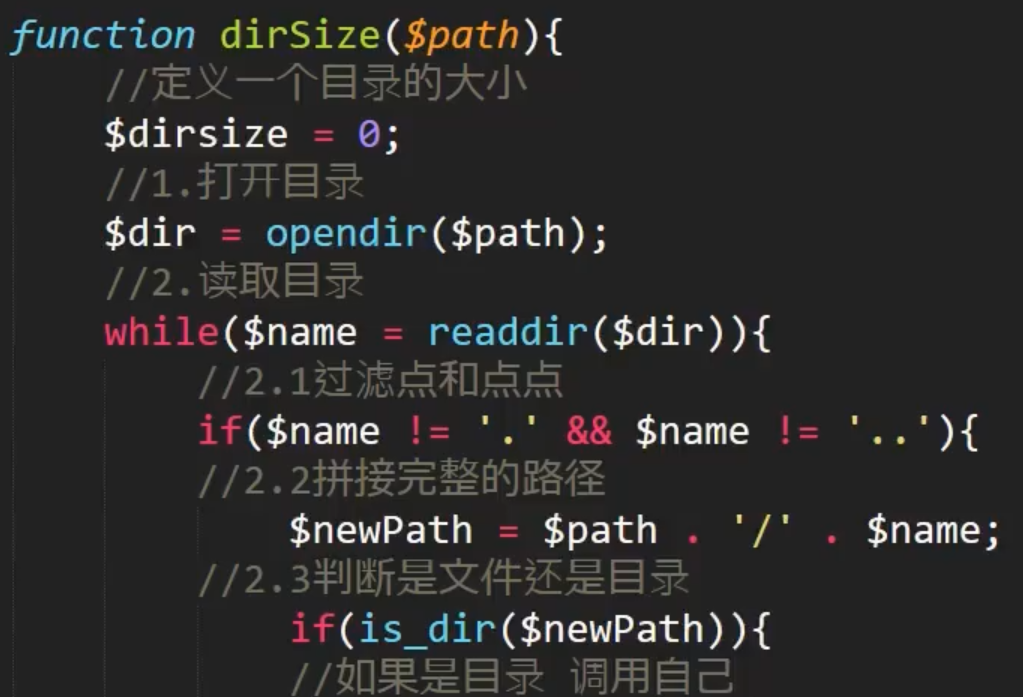 function dirSize($path){
//定义一个目录的大小
$dirsize = 0;
//1.打开目录
$dir = opendir($path);
//2.读取目录
while($name = readdir($dir)){
//2.1过滤点和点点
if($name != '.' && $name != '..'){
//2.2拼接完整的路径
$newPath = $path . '/' . $name;
//2.3判断是文件还是目录
if(is_dir($newPath)){
//如果是目录 调用自己